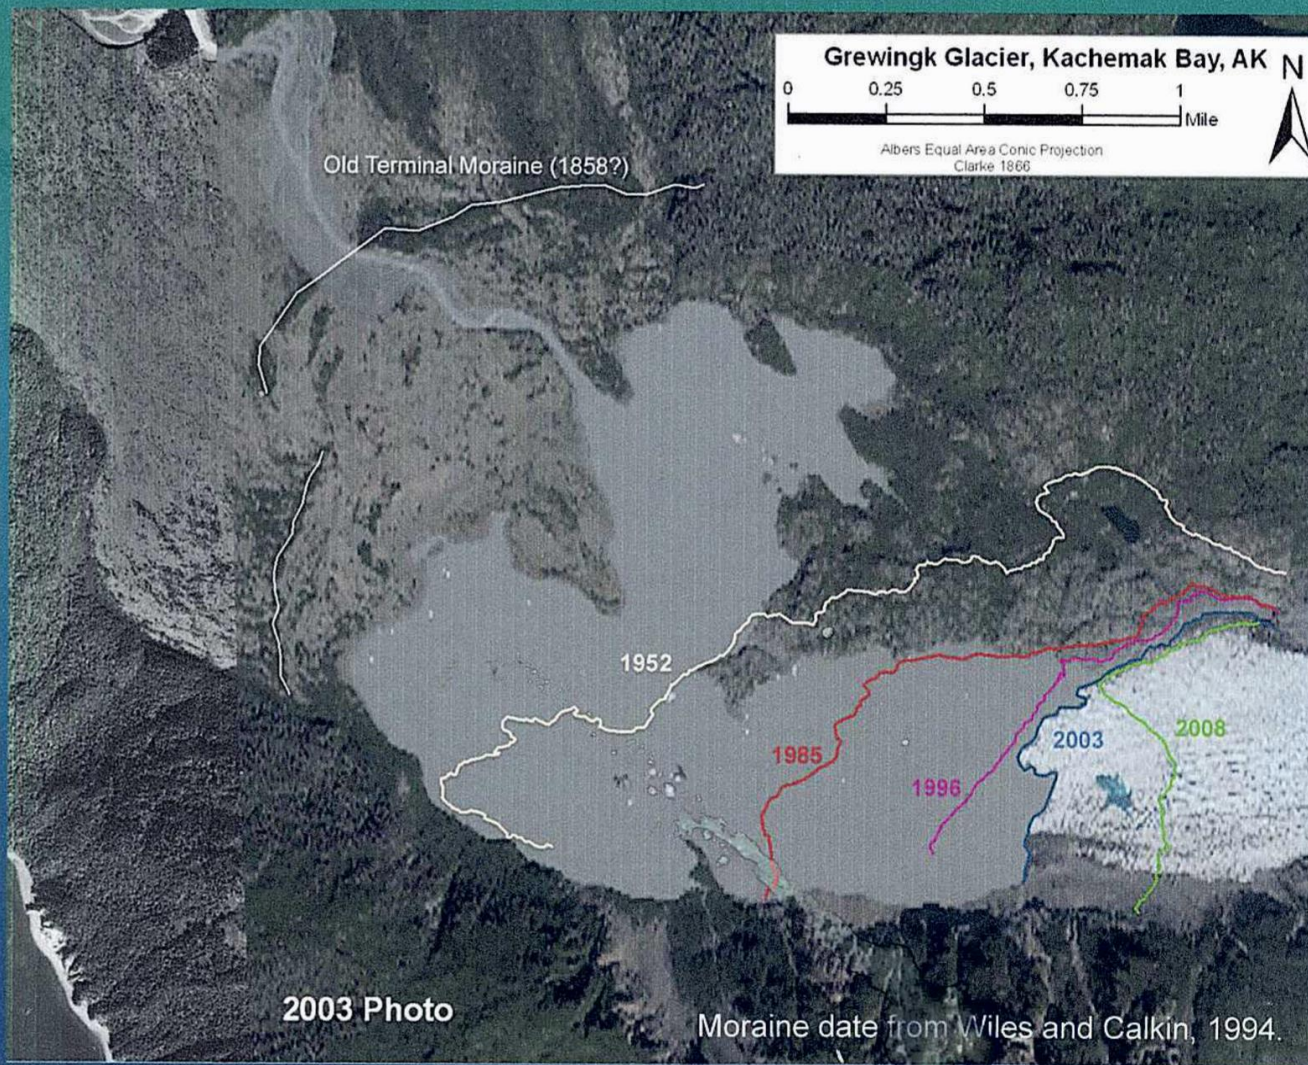 Grewingk Glacier, Kachemak Bay, AK
N
0 0.25 0.5 0.75 1
Mile
Albers Equal Area Conic Projection
Clarke 1866
Old Terminal Moraine (1858?)
1952
1985
1996
2003
2008
2003 Photo
Moraine date from Wiles and Calkin, 1994.